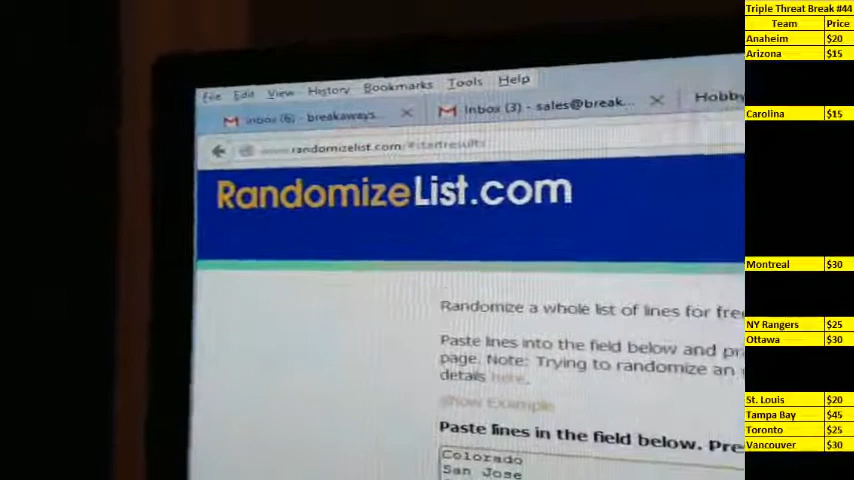 File Edit View History Bookmarks Tools Help
inbox (6) - breakaways...
Inbox (3) - sales@break...
Hobby
www.randomizelist.com/#startresults
RandomizeList.com
Randomize a whole list of lines for free
Paste lines into the field below and pr
page. Note: Trying to randomize an
details here.
Show Example
Paste lines in the field below. Pre
Colorado
San Jose
Triple Threat Break #44
Team Price
Anaheim $20
Arizona $15
Carolina $15
Montreal $30
NY Rangers $25
Ottawa $30
St. Louis $20
Tampa Bay $45
Toronto $25
Vancouver $30